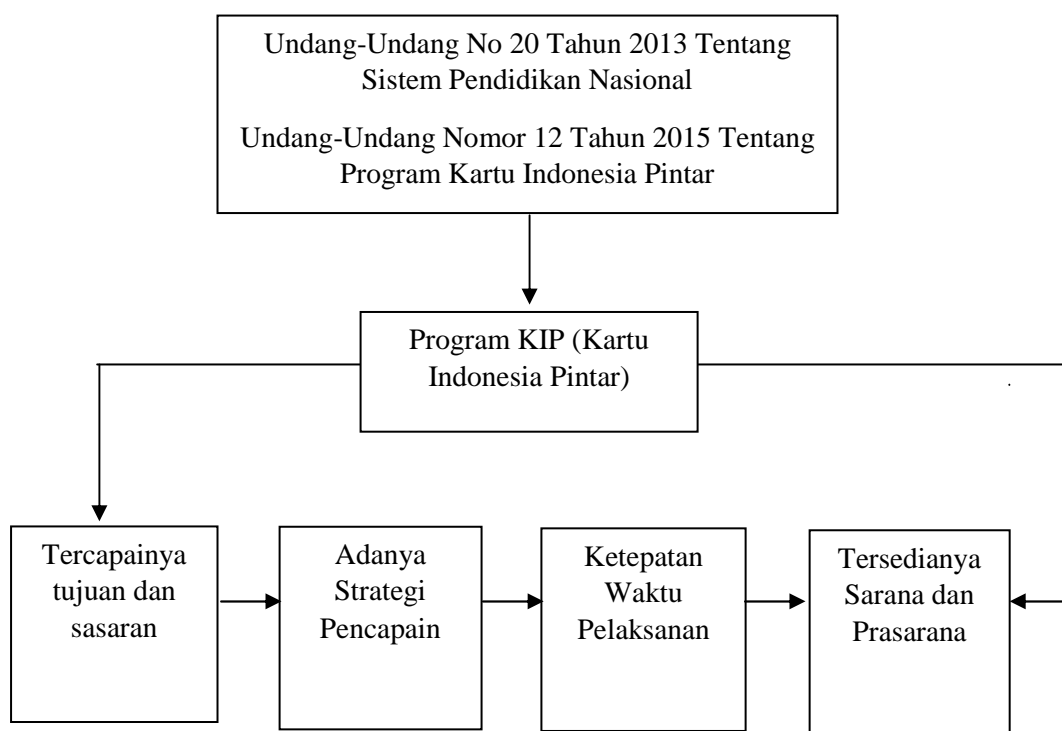 Undang-Undang No 20 Tahun 2013 Tentang
Sistem Pendidikan Nasional
Undang-Undang Nomor 12 Tahun 2015 Tentang
Program Kartu Indonesia Pintar
Program KIP (Kartu
Indonesia Pintar)
Tercapainya
tujuan dan
sasaran
Adanya
Strategi
Pencapain
Ketepatan
Waktu
Pelaksanan
Tersedianya
Sarana dan
Prasarana